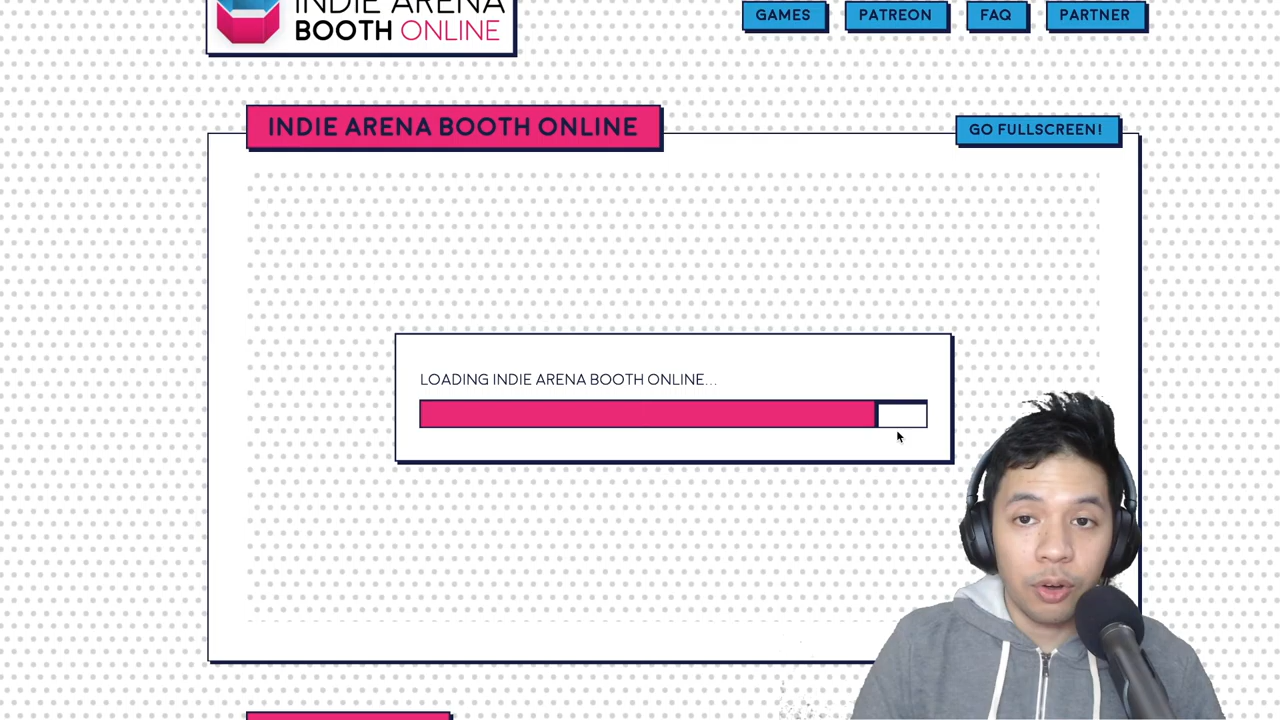 INDIE ARENA
BOOTH ONLINE
GAMES
PATREON
FAQ
PARTNER
INDIE ARENA BOOTH ONLINE
GO FULLSCREEN!
LOADING INDIE ARENA BOOTH ONLINE...